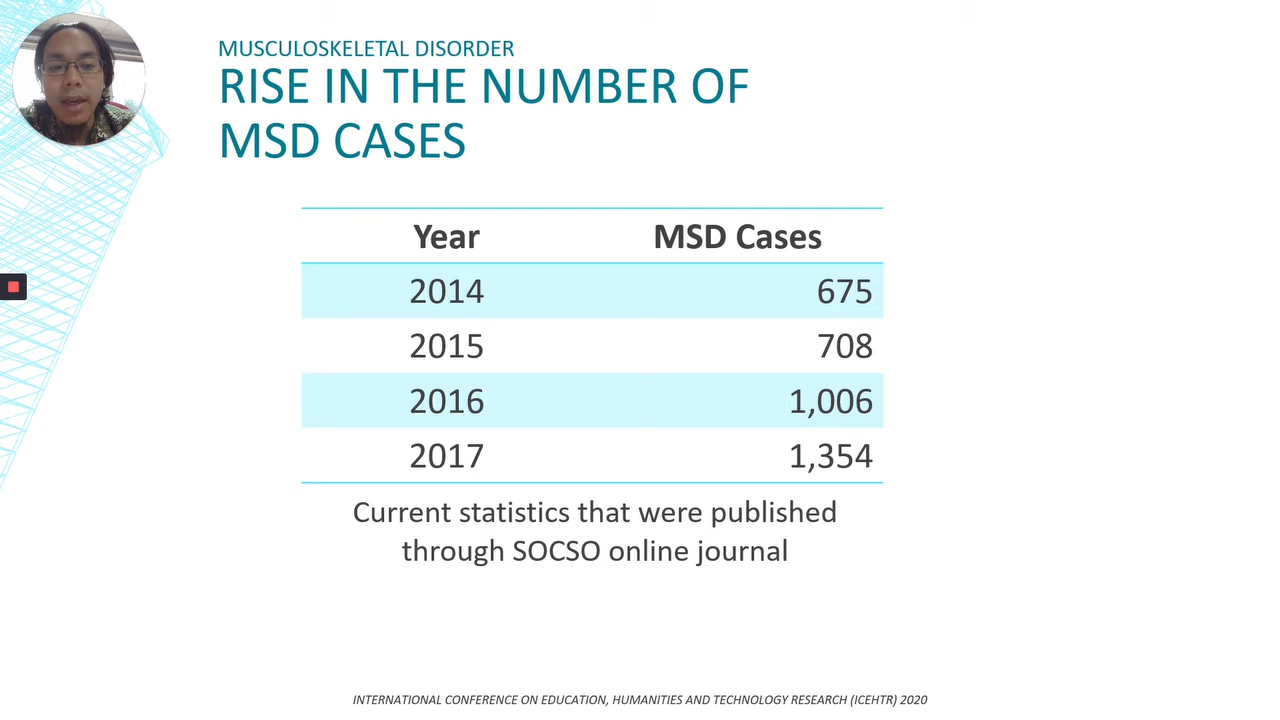 MUSCULOSKELETAL DISORDER
RISE IN THE NUMBER OF
MSD CASES
Year MSD Cases
2014 675
2015 708
2016 1,006
2017 1,354
Current statistics that were published
through SOCSO online journal
INTERNATIONAL CONFERENCE ON EDUCATION, HUMANITIES AND TECHNOLOGY RESEARCH (ICEHTR) 2020